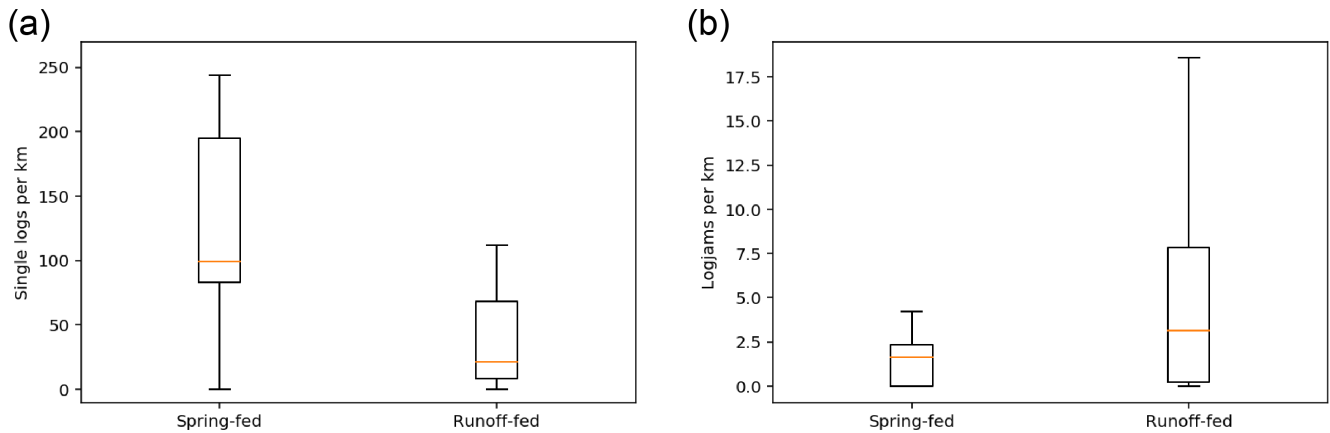 (a)
250
200
150
100
50
0
Single logs per km
Spring-fed Runoff-fed
(b)
17.5
15.0
12.5
10.0
7.5
5.0
2.5
0.0
Logjams per km
Spring-fed Runoff-fed